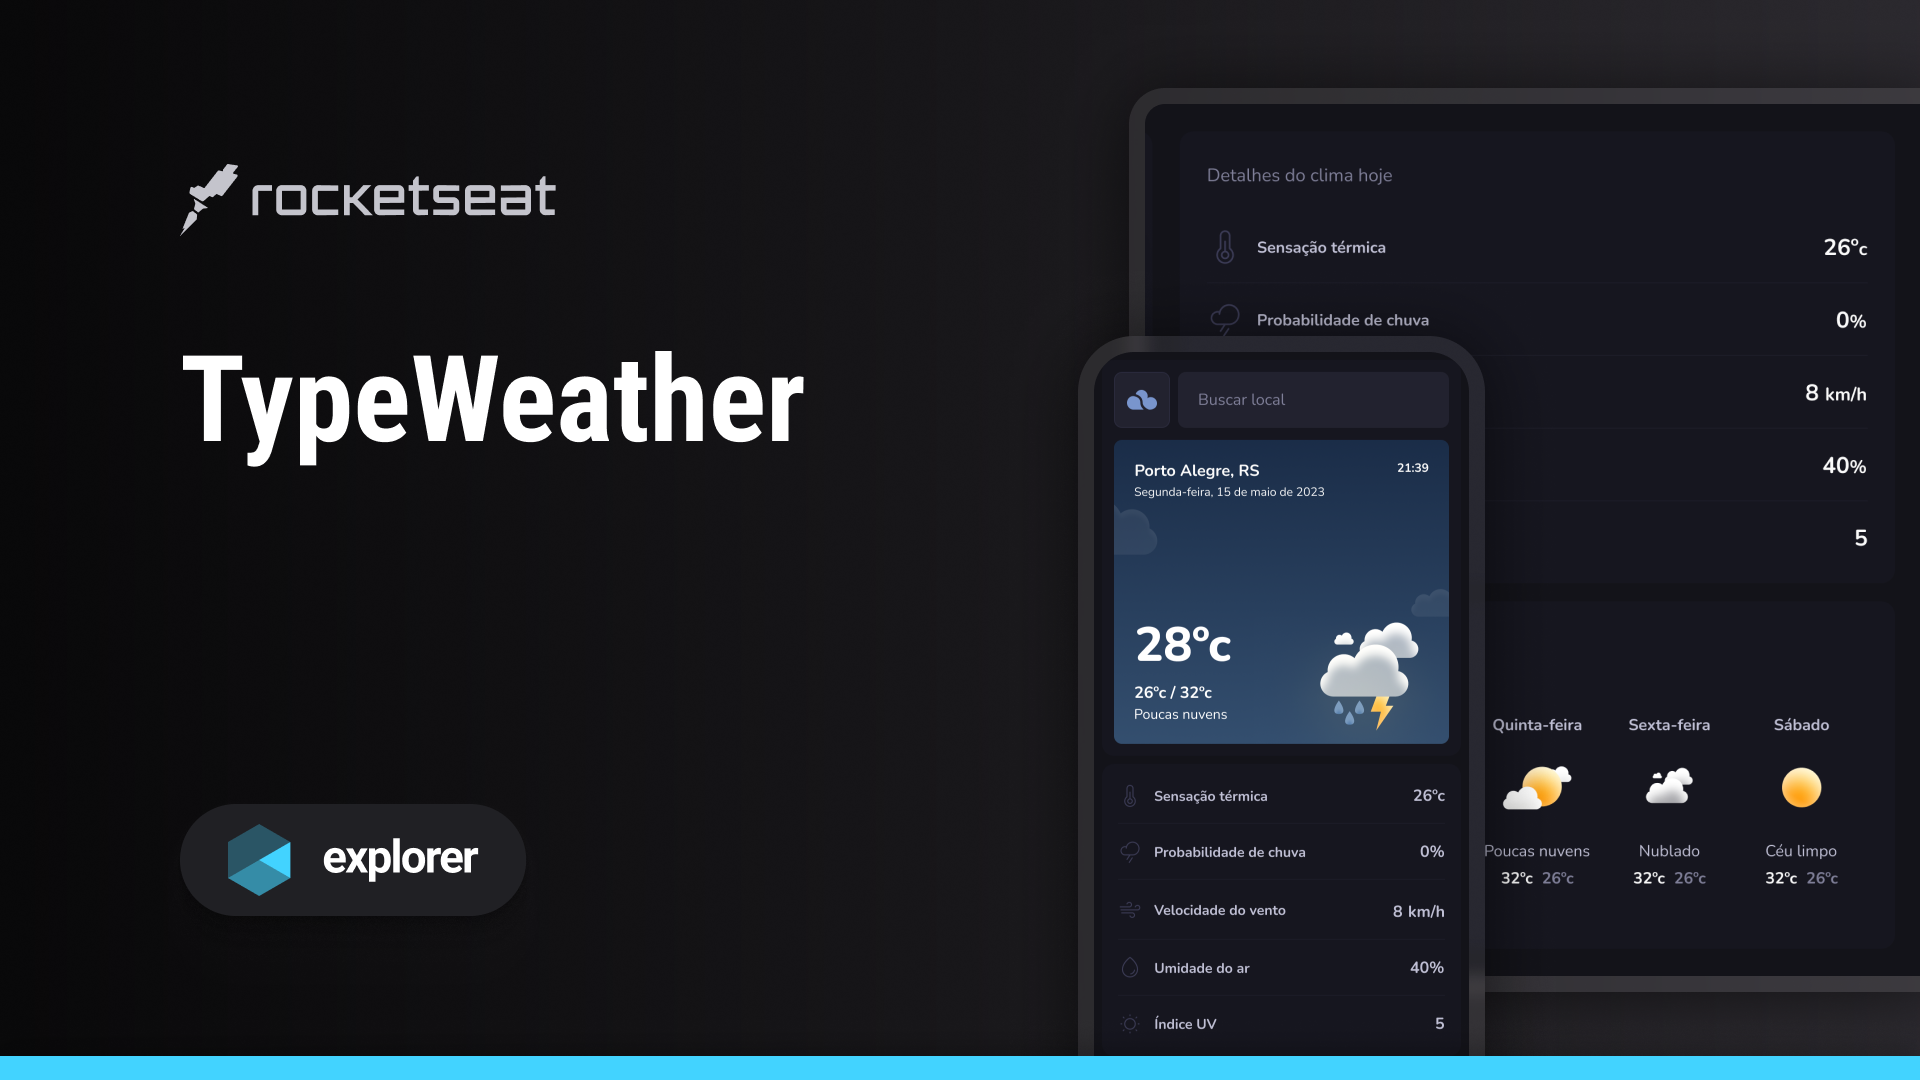 rocketseat
TypeWeather
explorer
Detalhes do clima hoje
Sensação térmica 26ºc
Probabilidade de chuva 0%
8 km/h
40%
5
Quinta-feira Sexta-feira Sábado
Poucas nuvens Nublado Céu limpo
32ºc 26ºc 32ºc 26ºc 32ºc 26ºc
Buscar local
Porto Alegre, RS 21:39
Segunda-feira, 15 de maio de 2023
28ºc
26ºc / 32ºc
Poucas nuvens
Sensação térmica 26ºc
Probabilidade de chuva 0%
Velocidade do vento 8 km/h
Umidade do ar 40%
Índice UV 5